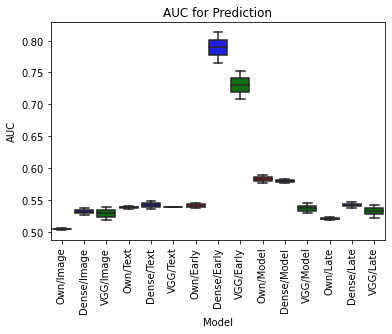 AUC for Prediction
AUC
0.80
0.75
0.70
0.65
0.60
0.55
0.50
Own/Image
Dense/Image
VGG/Image
Own/Text
Dense/Text
VGG/Text
Own/Early
Dense/Early
VGG/Early
Own/Model
Dense/Model
VGG/Model
Own/Late
Dense/Late
VGG/Late
Model